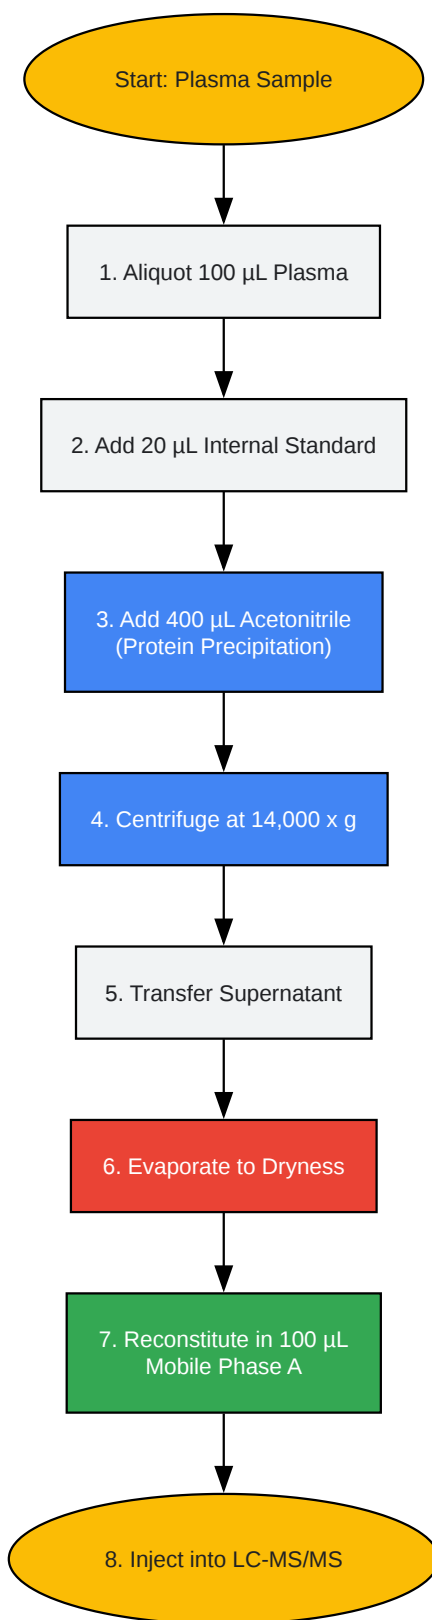 Start: Plasma Sample
1. Aliquot 100 µL Plasma
2. Add 20 µL Internal Standard
3. Add 400 µL Acetonitrile
(Protein Precipitation)
4. Centrifuge at 14,000 x g
5. Transfer Supernatant
6. Evaporate to Dryness
7. Reconstitute in 100 µL
Mobile Phase A
8. Inject into LC-MS/MS